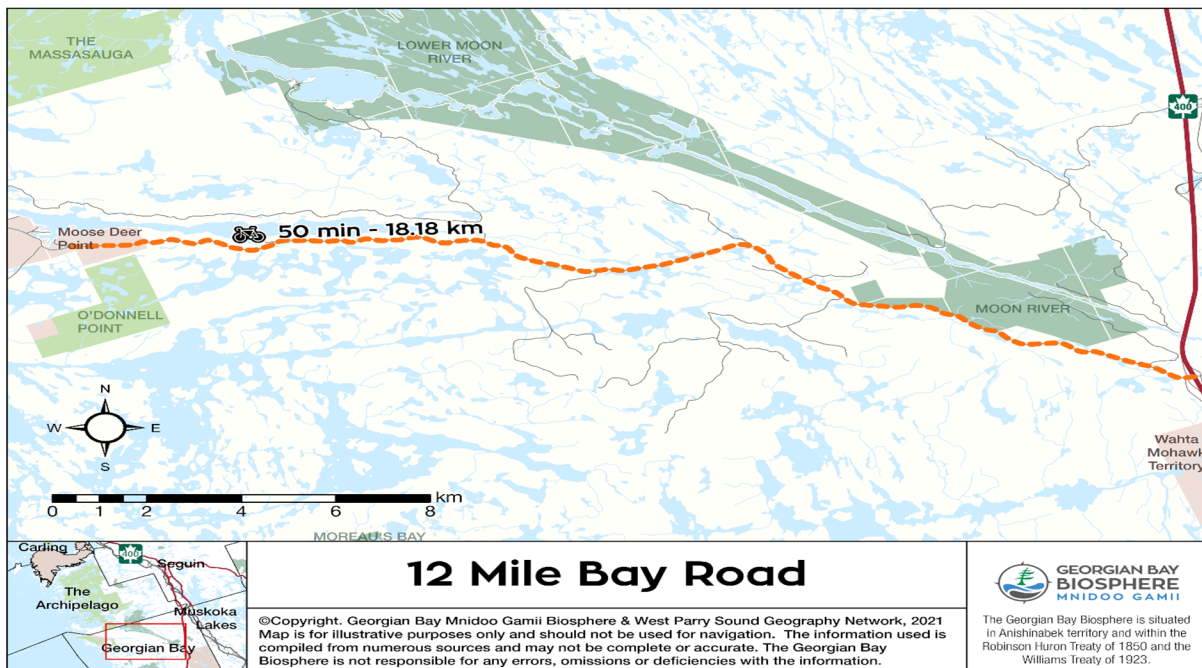 THE
MASSASAUGA
LOWER MOON
RIVER
400
Moose Deer
Point
50 min - 18.18 km
O'DONNELL
POINT
MOON RIVER
N
W
E
S
Wahta
Mohawk
Territory
km
0 1 2 4 6 8
MOREAU'S BAY
Carling
400
Seguin
The
Archipelago
Muskoka
Lakes
Georgian Bay
12 Mile Bay Road
©Copyright. Georgian Bay Mnidoo Gamii Biosphere & West Parry Sound Geography Network, 2021
Map is for illustrative purposes only and should not be used for navigation. The information used is
compiled from numerous sources and may not be complete or accurate. The Georgian Bay
Biosphere is not responsible for any errors, omissions or deficiencies with the information.
GEORGIAN BAY
BIOSPHERE
MNIDOO GAMII
The Georgian Bay Biosphere is situated
in Anishinabek territory and within the
Robinson Huron Treaty of 1850 and the
Williams Treaty of 1923.